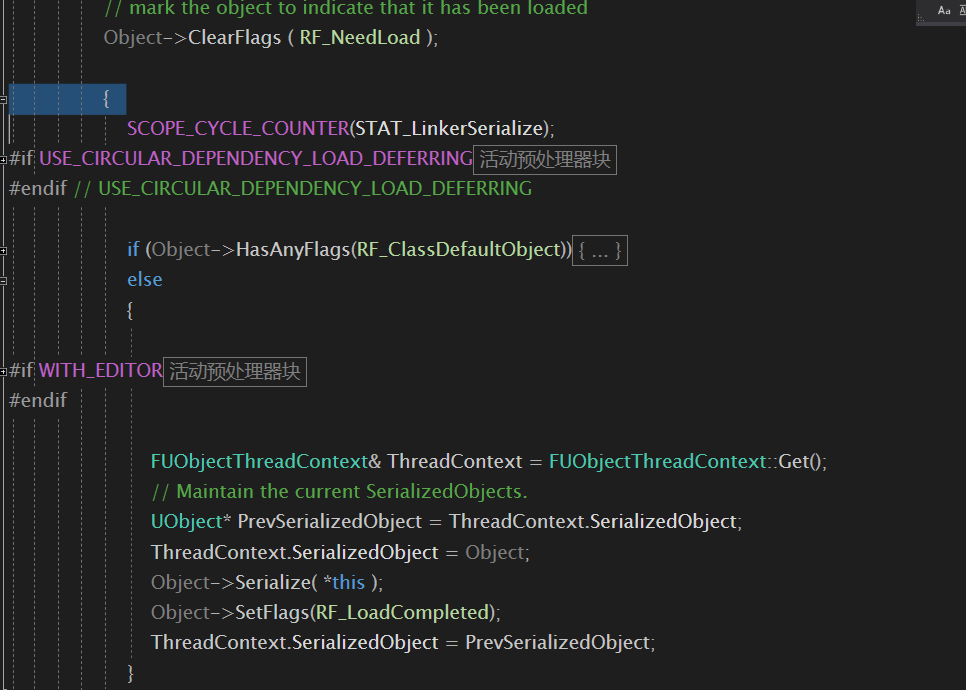 // mark the object to indicate that it has been loaded
Object->ClearFlags ( RF_NeedLoad );
{
SCOPE_CYCLE_COUNTER(STAT_LinkerSerialize);
#if USE_CIRCULAR_DEPENDENCY_LOAD_DEFERRING 活动预处理器块
#endif // USE_CIRCULAR_DEPENDENCY_LOAD_DEFERRING
if (Object->HasAnyFlags(RF_ClassDefaultObject)) { ... }
else
{
#if WITH_EDITOR 活动预处理器块
#endif
FUObjectThreadContext& ThreadContext = FUObjectThreadContext::Get();
// Maintain the current SerializedObjects.
UObject* PrevSerializedObject = ThreadContext.SerializedObject;
ThreadContext.SerializedObject = Object;
Object->Serialize( *this );
Object->SetFlags(RF_LoadCompleted);
ThreadContext.SerializedObject = PrevSerializedObject;
}
Aa